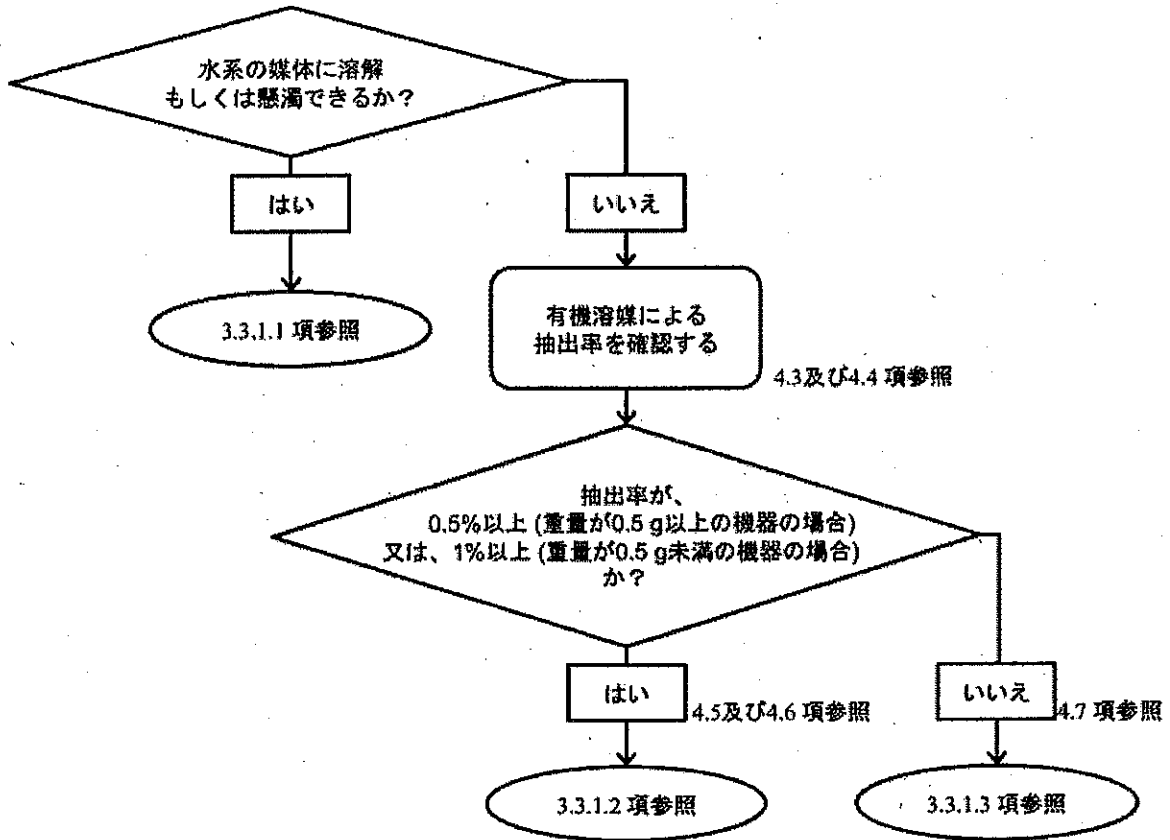 水系の媒体に溶解
もしくは懸濁できるか？
はい
いいえ
3.3.1.1 項参照
有機溶媒による
抽出率を確認する
4.3及び4.4 項参照
抽出率が、
0.5%以上 (重量が0.5 g以上の機器の場合)
又は、1%以上 (重量が0.5 g未満の機器の場合)
か？
はい
4.5及び4.6 項参照
いいえ
4.7 項参照
3.3.1.2 項参照
3.3.1.3 項参照